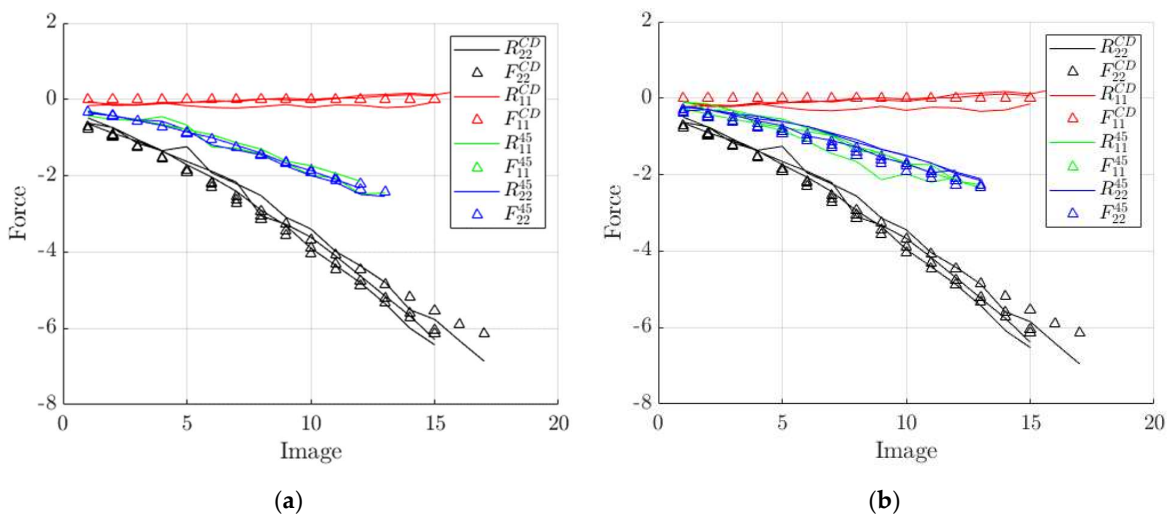 2
0
-2
-4
-6
-8
0 5 10 15 20
Force
Image
R_{22}^{CD}
F_{22}^{CD}
R_{11}^{CD}
F_{11}^{CD}
R_{11}^{45}
F_{11}^{45}
R_{22}^{45}
F_{22}^{45}
(a)
2
0
-2
-4
-6
-8
0 5 10 15 20
Force
Image
R_{22}^{CD}
F_{22}^{CD}
R_{11}^{CD}
F_{11}^{CD}
R_{11}^{45}
F_{11}^{45}
R_{22}^{45}
F_{22}^{45}
(b)